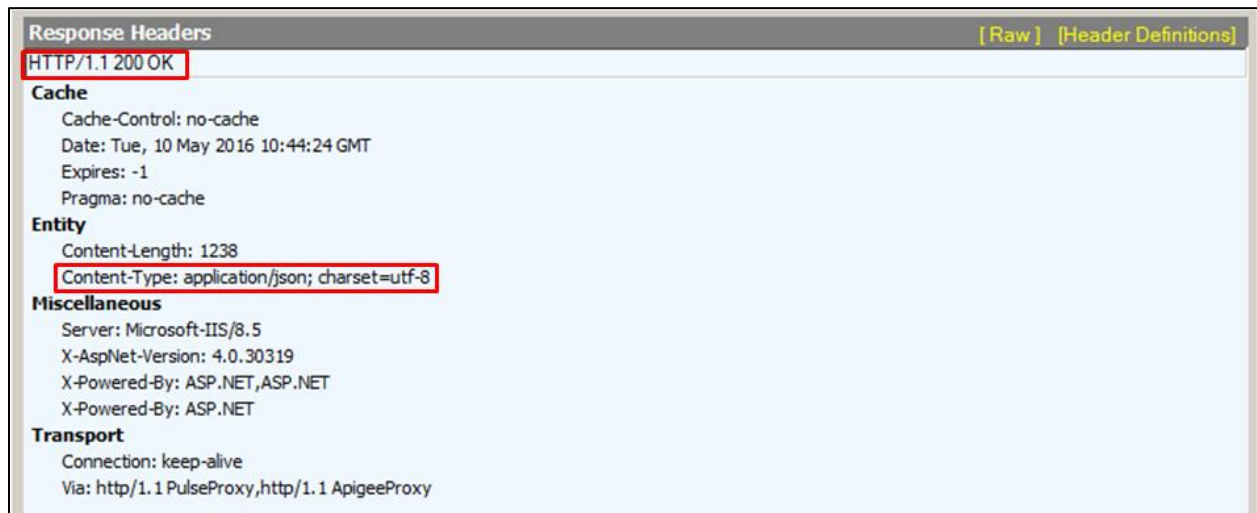 Response Headers [ Raw ] [Header Definitions]
HTTP/1.1 200 OK
Cache
Cache-Control: no-cache
Date: Tue, 10 May 2016 10:44:24 GMT
Expires: -1
Pragma: no-cache
Entity
Content-Length: 1238
Content-Type: application/json; charset=utf-8
Miscellaneous
Server: Microsoft-IIS/8.5
X-AspNet-Version: 4.0.30319
X-Powered-By: ASP.NET,ASP.NET
X-Powered-By: ASP.NET
Transport
Connection: keep-alive
Via: http/1.1 PulseProxy,http/1.1 ApigeeProxy